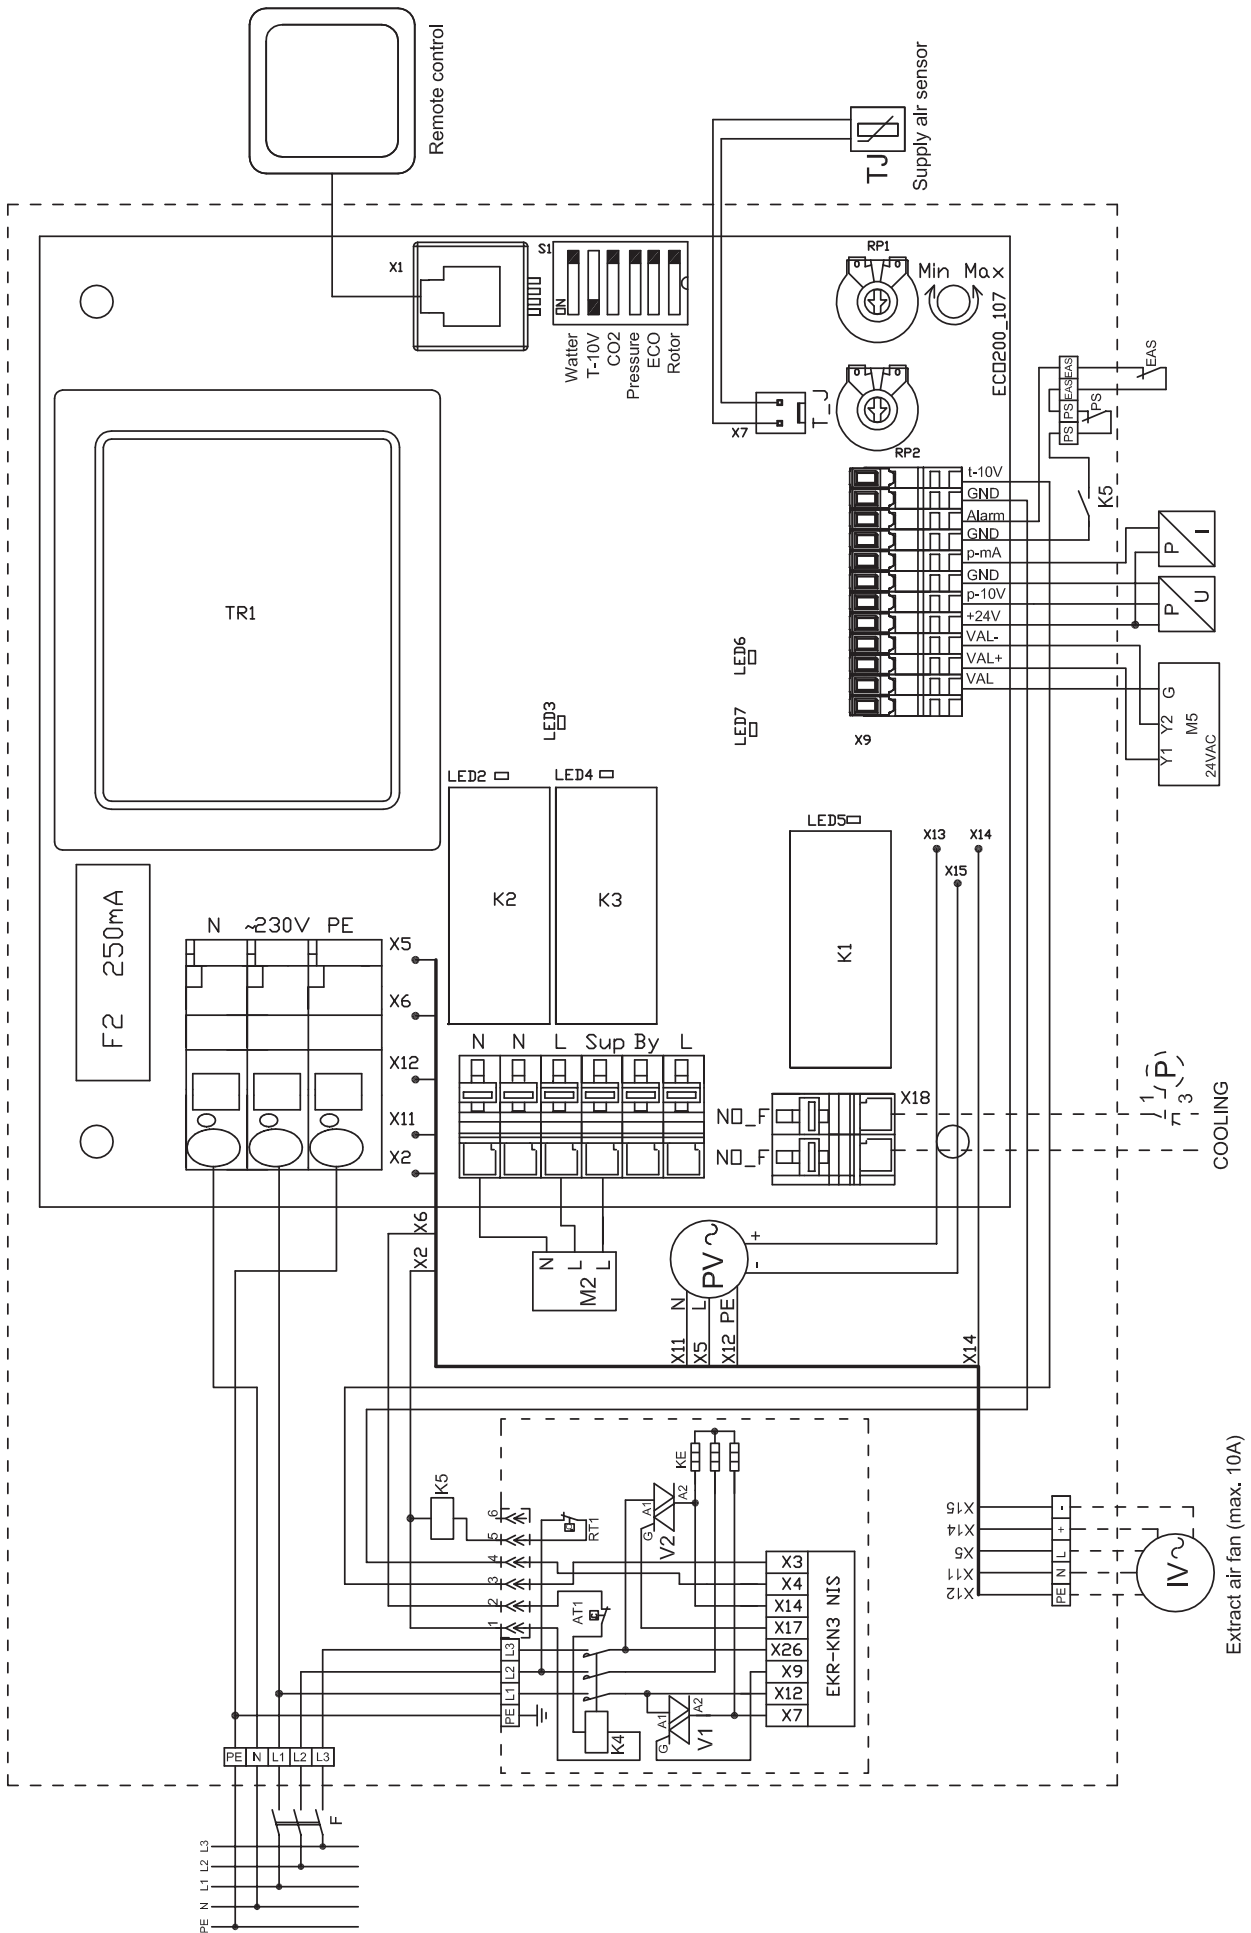 Remote control
X1
S1
ON
Watter
T-10V
CO2
Pressure
ECO
Rotor
TJ
Supply air sensor
RP1
Min Max
ECO200_107
X7
TJ
RP2
TR1
t-10V
GND
Alarm
GND
p-mA
GND
p-10V
+24V
VAL-
VAL+
VAL
X9
PS
PS
EAS
EAS
PS
EAS
K5
P
I
P
U
G
Y2
Y1
M5
24VAC
LED6
LED7
LED3
LED2
LED4
LED5
K2
K3
K1
X13
X14
X15
F2 250mA
N ~230V PE
X5
X6
X12
X11
X2
N N L Sup By L
NO_F
NO_F
X18
1
P
3
COOLING
X6
X2
N
L
L
M2
PV
+
-
N
L
PE
X11
X5
X12
X14
K5
1
2
3
4
5
6
RT1
AT1
KE
A1
A2
G
V2
A1
A2
G
V1
K4
PE
L1
L2
L3
X3
X4
X14
X17
X26
X9
X12
X7
EKR-KN3 NIS
X15
X14
X5
X11
X12
-
+
L
N
PE
IV
Extract air fan (max. 10A)
PE
N
L1
L2
L3
F
L3
L2
L1
N
PE